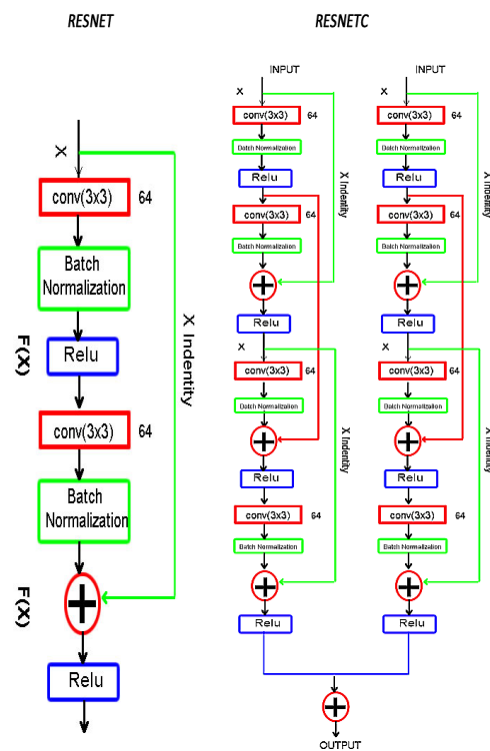 RESNET
X
conv(3x3) 64
Batch
Normalization
F(X)
Relu
X Indentity
conv(3x3) 64
Batch
Normalization
F(X)
+
Relu
RESNETC
INPUT
X
conv(3x3) 64
Batch Normalization
Relu
X Indentity
conv(3x3) 64
Batch Normalization
+
Relu
X
conv(3x3) 64
Batch Normalization
X Indentity
+
Relu
conv(3x3) 64
Batch Normalization
+
Relu
INPUT
X
conv(3x3) 64
Batch Normalization
Relu
X Indentity
conv(3x3) 64
Batch Normalization
+
Relu
X
conv(3x3) 64
Batch Normalization
X Indentity
+
Relu
conv(3x3) 64
Batch Normalization
+
Relu
+
OUTPUT